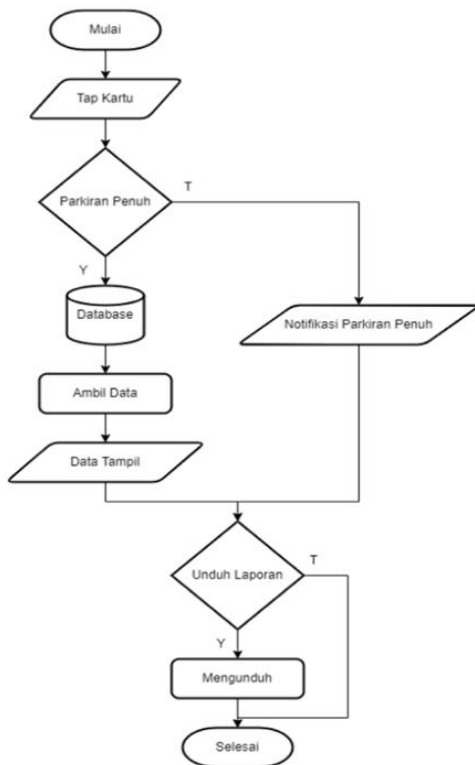 Mulai
Tap Kartu
Parkiran Penuh
T
Y
Database
Notifikasi Parkiran Penuh
Ambil Data
Data Tampil
Unduh Laporan
T
Y
Mengunduh
Selesai